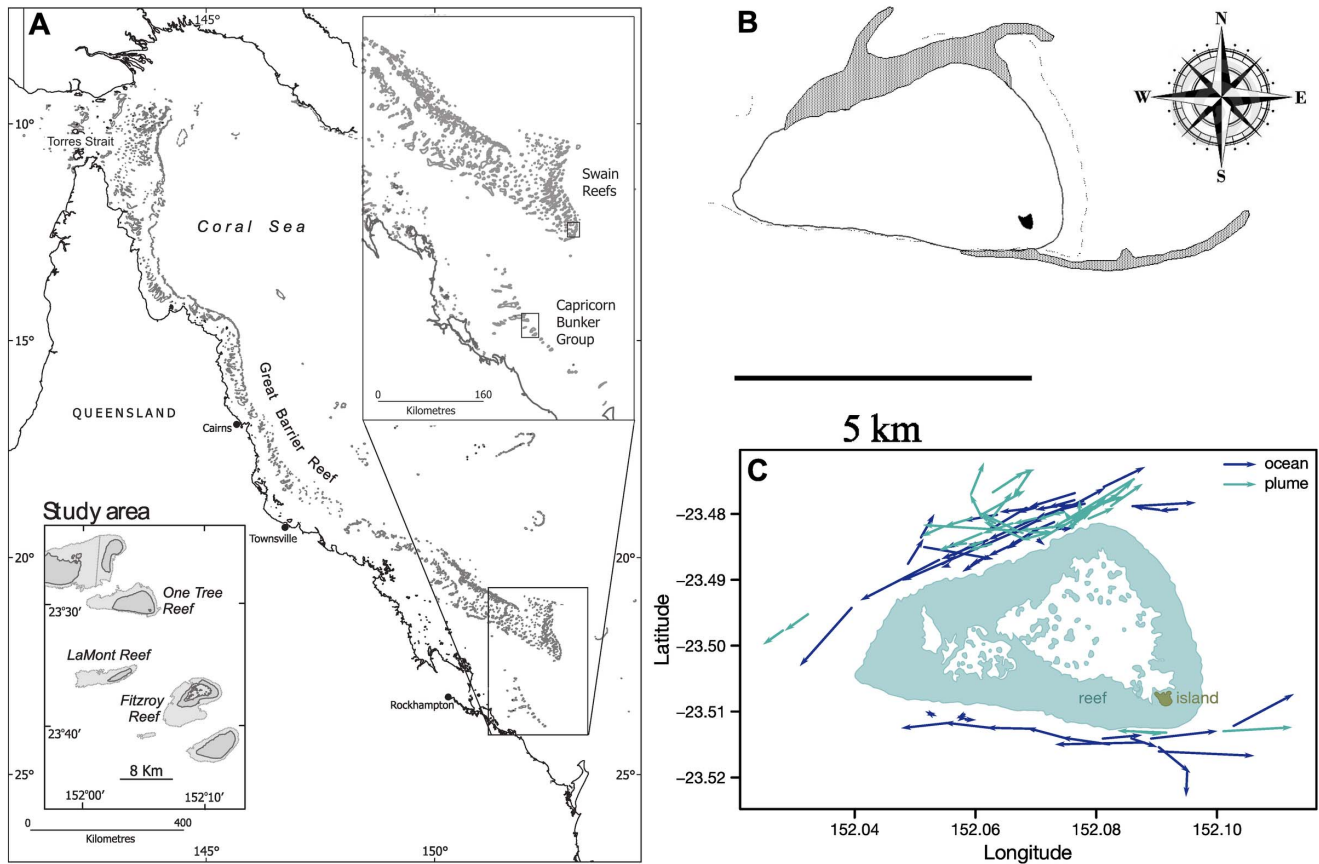 A
145°
10°
Torres Strait
Coral Sea
15°
QUEENSLAND
Cairns
Great Barrier Reef
Townsville
20°
Rockhampton
25°
145°
150°
0 400
Kilometres
Swain
Reefs
Capricorn
Bunker
Group
0 160
Kilometres
Study area
One Tree
Reef
23°30'
LaMont Reef
Fitzroy
Reef
23°40'
8 Km
152°00'
152°10'
B
N
W
E
S
5 km
C
ocean
plume
−23.48
−23.49
−23.50
−23.51
−23.52
Latitude
reef
island
152.04
152.06
152.08
152.10
Longitude